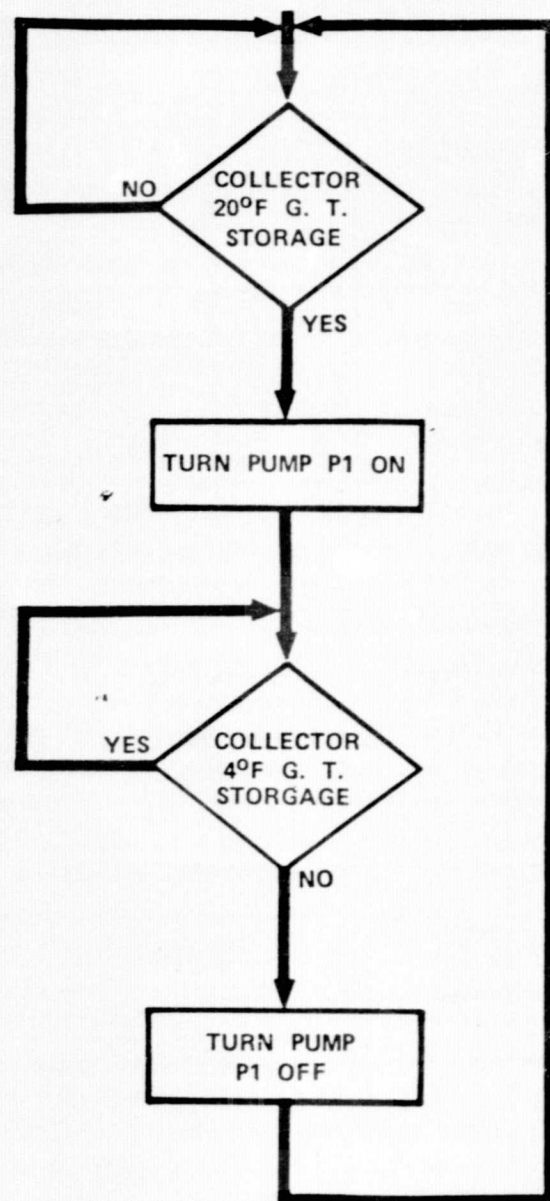 NO
COLLECTOR
20°F G. T.
STORAGE
YES
TURN PUMP P1 ON
YES
COLLECTOR
4°F G. T.
STORGAGE
NO
TURN PUMP
P1 OFF